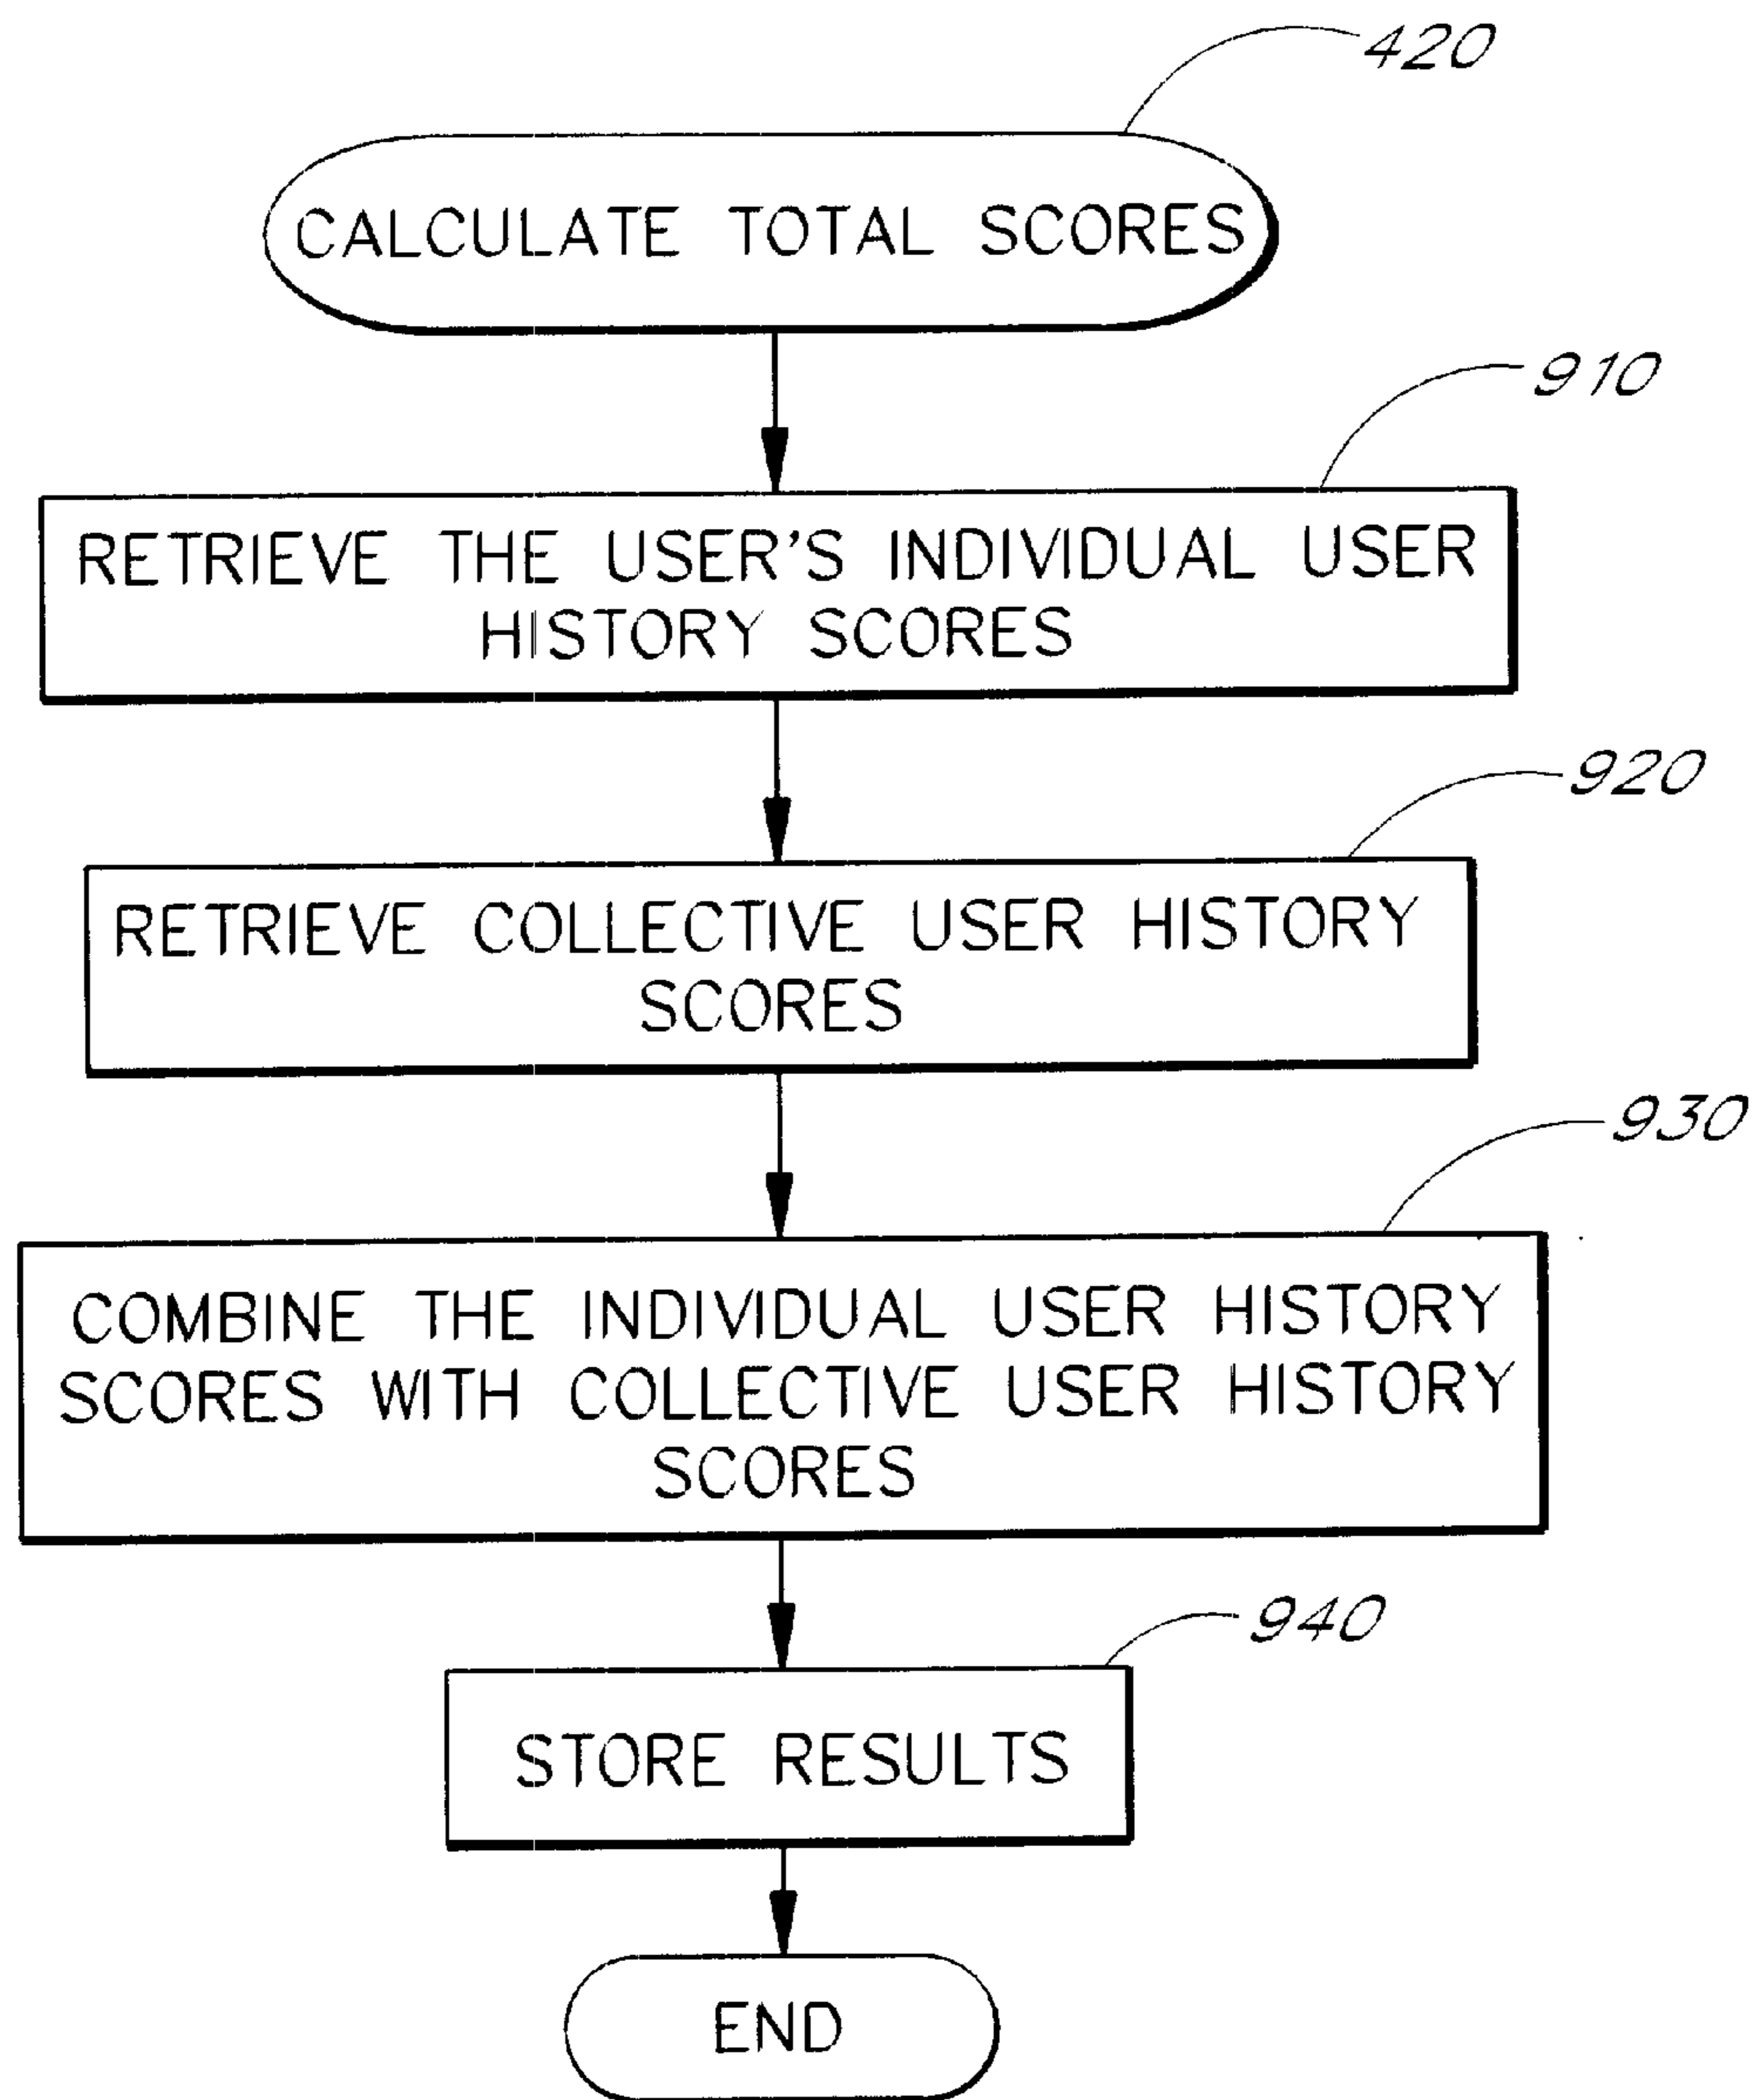 420
CALCULATE TOTAL SCORES
910
RETRIEVE THE USER'S INDIVIDUAL USER
HISTORY SCORES
920
RETRIEVE COLLECTIVE USER HISTORY
SCORES
930
COMBINE THE INDIVIDUAL USER HISTORY
SCORES WITH COLLECTIVE USER HISTORY
SCORES
940
STORE RESULTS
END